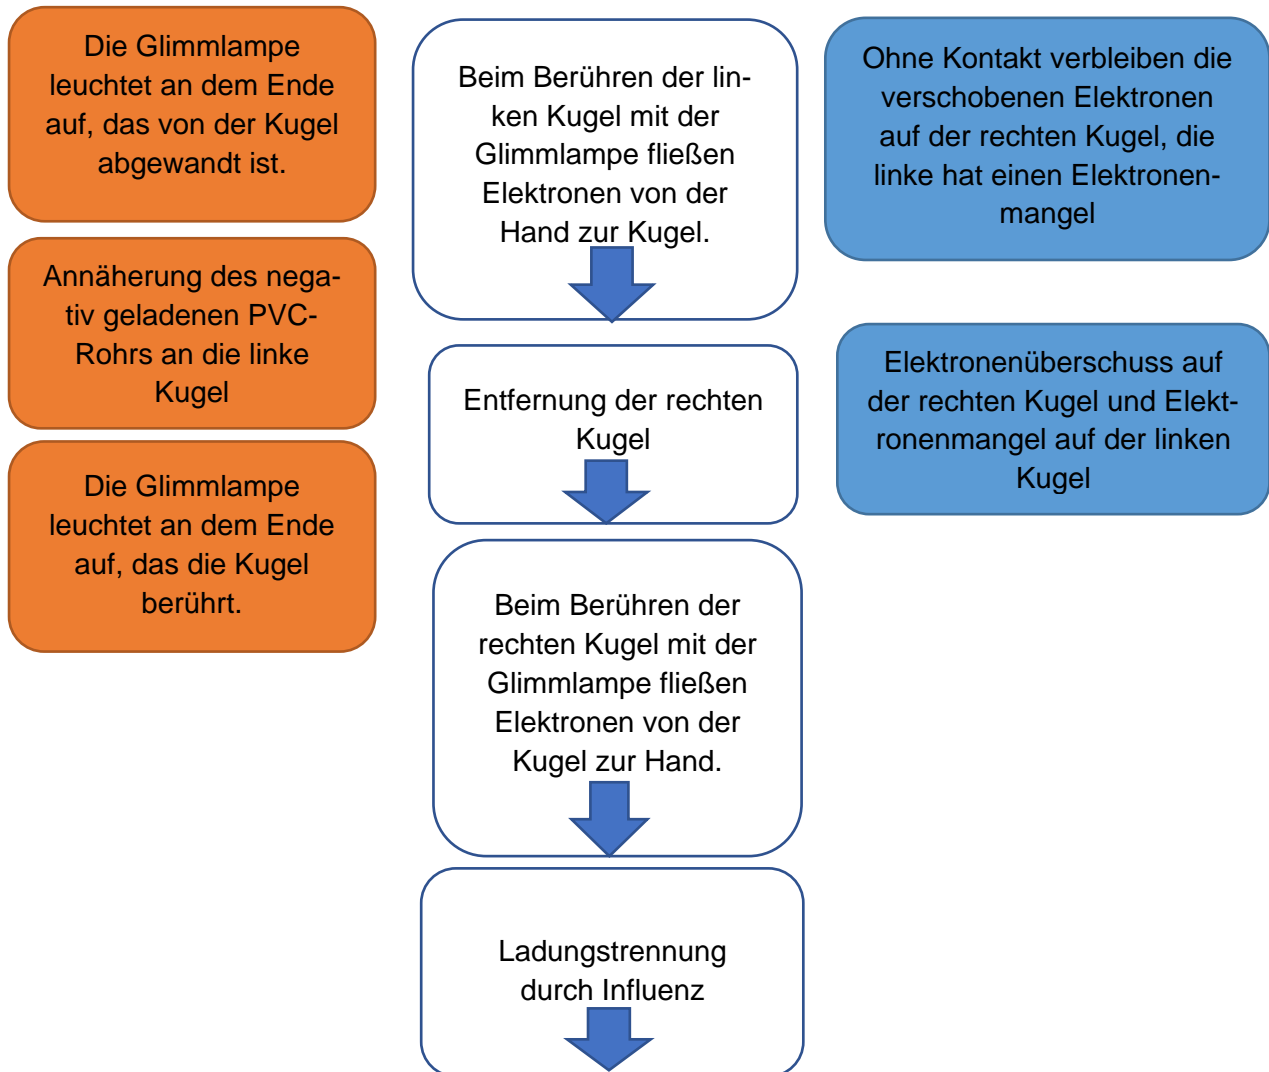 Die Glimmlampe
leuchtet an dem Ende
auf, das von der Kugel
abgewandt ist.
Annäherung des nega-
tiv geladenen PVC-
Rohrs an die linke
Kugel
Die Glimmlampe
leuchtet an dem Ende
auf, das die Kugel
berührt.
Beim Berühren der lin-
ken Kugel mit der
Glimmlampe fließen
Elektronen von der
Hand zur Kugel.
Entfernung der rechten
Kugel
Beim Berühren der
rechten Kugel mit der
Glimmlampe fließen
Elektronen von der
Kugel zur Hand.
Ladungstrennung
durch Influenz
Ohne Kontakt verbleiben die
verschobenen Elektronen
auf der rechten Kugel, die
linke hat einen Elektronen-
mangel
Elektronenüberschuss auf
der rechten Kugel und Elekt-
ronenmangel auf der linken
Kugel